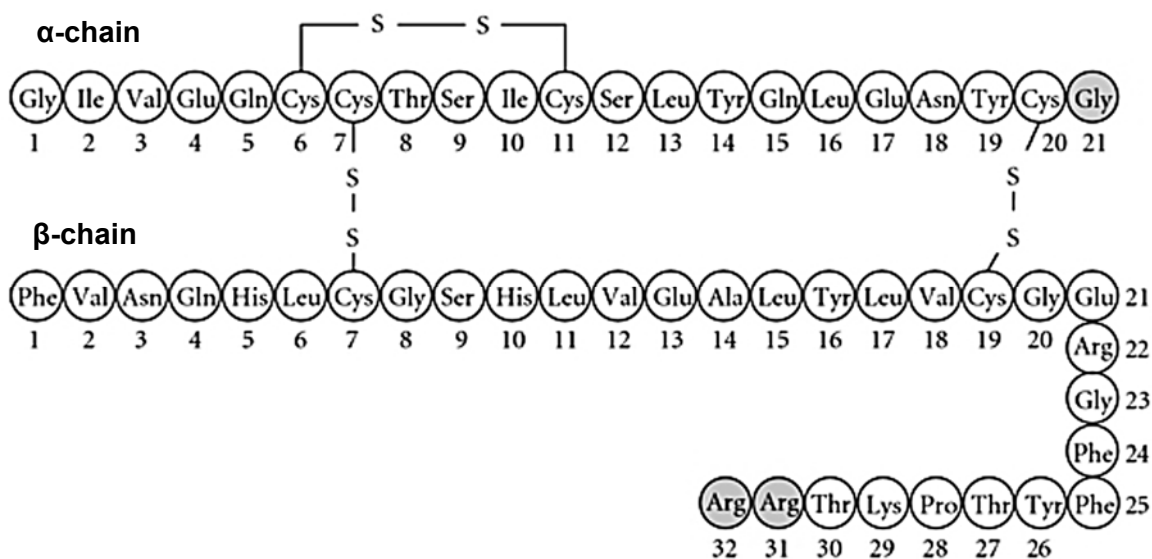 S S
α-chain
Gly Ile Val Glu Gln Cys Cys Thr Ser Ile Cys Ser Leu Tyr Gln Leu Glu Asn Tyr Cys Gly
1 2 3 4 5 6 7 8 9 10 11 12 13 14 15 16 17 18 19 20 21
S S
β-chain
S S
Phe Val Asn Gln His Leu Cys Gly Ser His Leu Val Glu Ala Leu Tyr Leu Val Cys Gly Glu 21
1 2 3 4 5 6 7 8 9 10 11 12 13 14 15 16 17 18 19 20
Arg 22
Gly 23
Phe 24
Arg Arg Thr Lys Pro Thr Tyr Phe 25
32 31 30 29 28 27 26